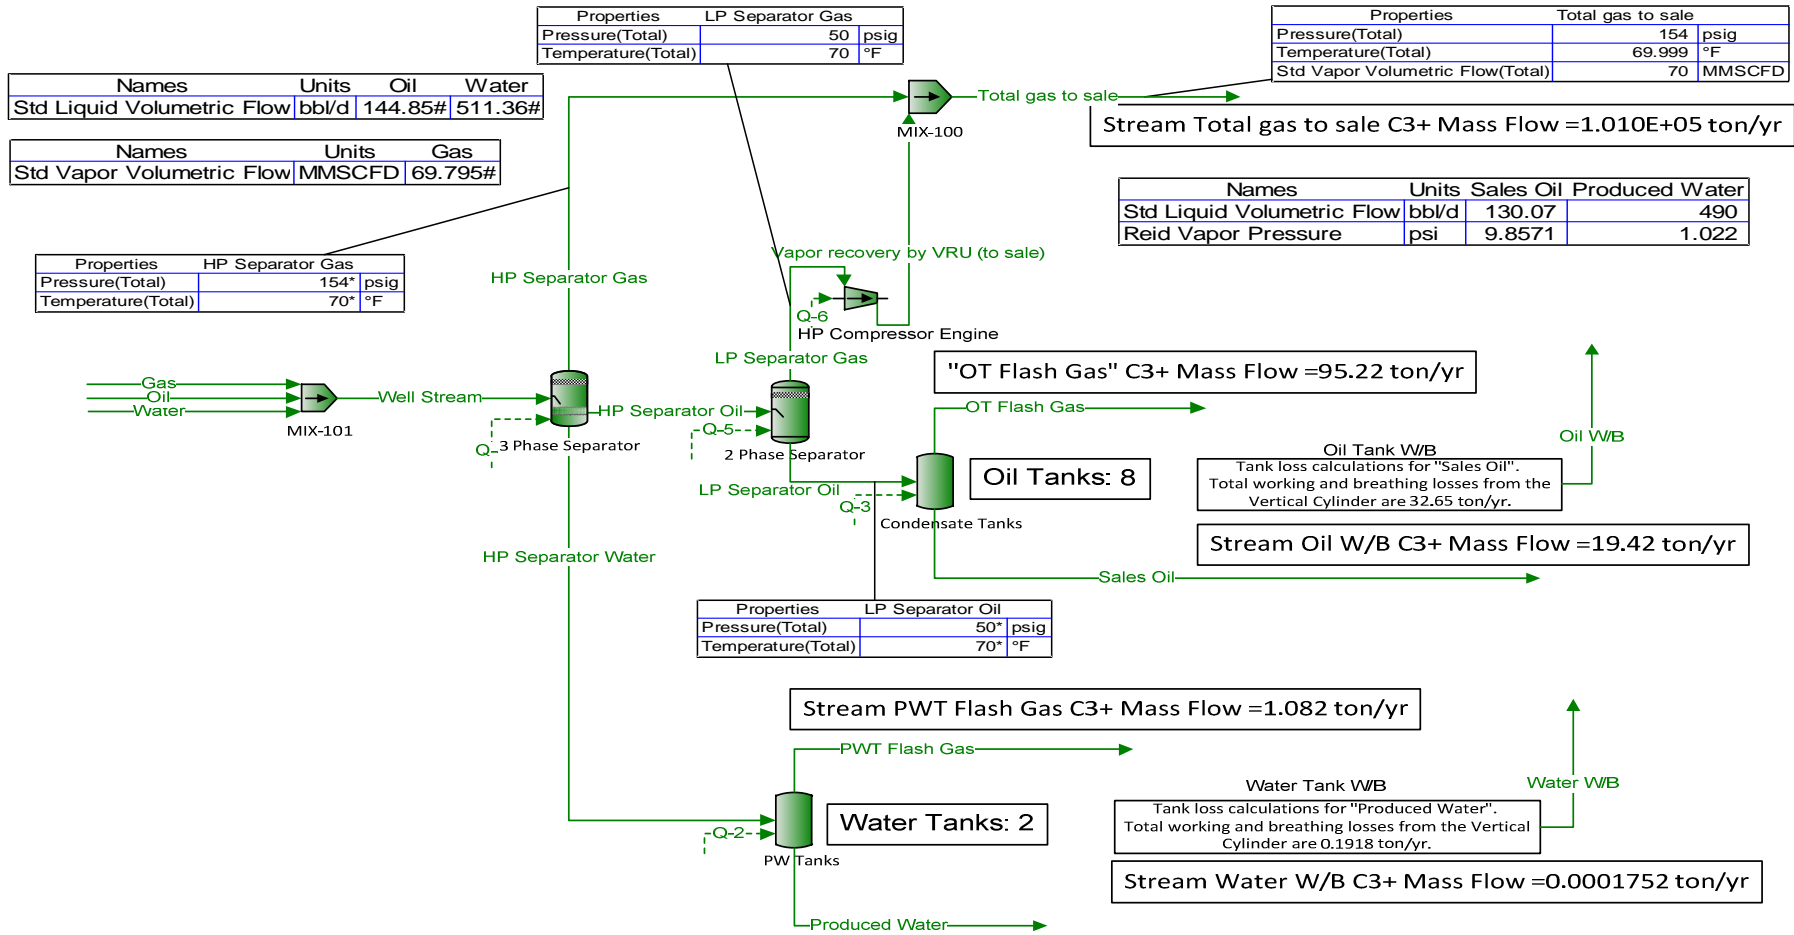 Properties LP Separator Gas
Pressure(Total) 50 psig
Temperature(Total) 70 °F
Properties Total gas to sale
Pressure(Total) 154 psig
Temperature(Total) 69.999 °F
Std Vapor Volumetric Flow(Total) 70 MMSCFD
Names Units Oil Water
Std Liquid Volumetric Flow bbl/d 144.85# 511.36#
Total gas to sale
MIX-100
Stream Total gas to sale C3+ Mass Flow =1.010E+05 ton/yr
Names Units Gas
Std Vapor Volumetric Flow MMSCFD 69.795#
Names Units Sales Oil Produced Water
Std Liquid Volumetric Flow bbl/d 130.07 490
Reid Vapor Pressure psi 9.8571 1.022
Properties HP Separator Gas
Pressure(Total) 154* psig
Temperature(Total) 70* °F
HP Separator Gas
Vapor recovery by VRU (to sale)
Q-6
HP Compressor Engine
LP Separator Gas
"OT Flash Gas" C3+ Mass Flow =95.22 ton/yr
Gas
Oil
Water
MIX-101
Well Stream
HP Separator Oil
Q-5
Q-
3 Phase Separator
2 Phase Separator
OT Flash Gas
Oil W/B
Oil Tank W/B
Tank loss calculations for "Sales Oil".
Total working and breathing losses from the
Vertical Cylinder are 32.65 ton/yr.
Oil Tanks: 8
LP Separator Oil
Q-3
Condensate Tanks
Stream Oil W/B C3+ Mass Flow =19.42 ton/yr
HP Separator Water
Sales Oil
Properties LP Separator Oil
Pressure(Total) 50* psig
Temperature(Total) 70* °F
Stream PWT Flash Gas C3+ Mass Flow =1.082 ton/yr
PWT Flash Gas
Water Tank W/B
Water W/B
Tank loss calculations for "Produced Water".
Total working and breathing losses from the Vertical
Cylinder are 0.1918 ton/yr.
Water Tanks: 2
Q-2
PW Tanks
Stream Water W/B C3+ Mass Flow =0.0001752 ton/yr
Produced Water